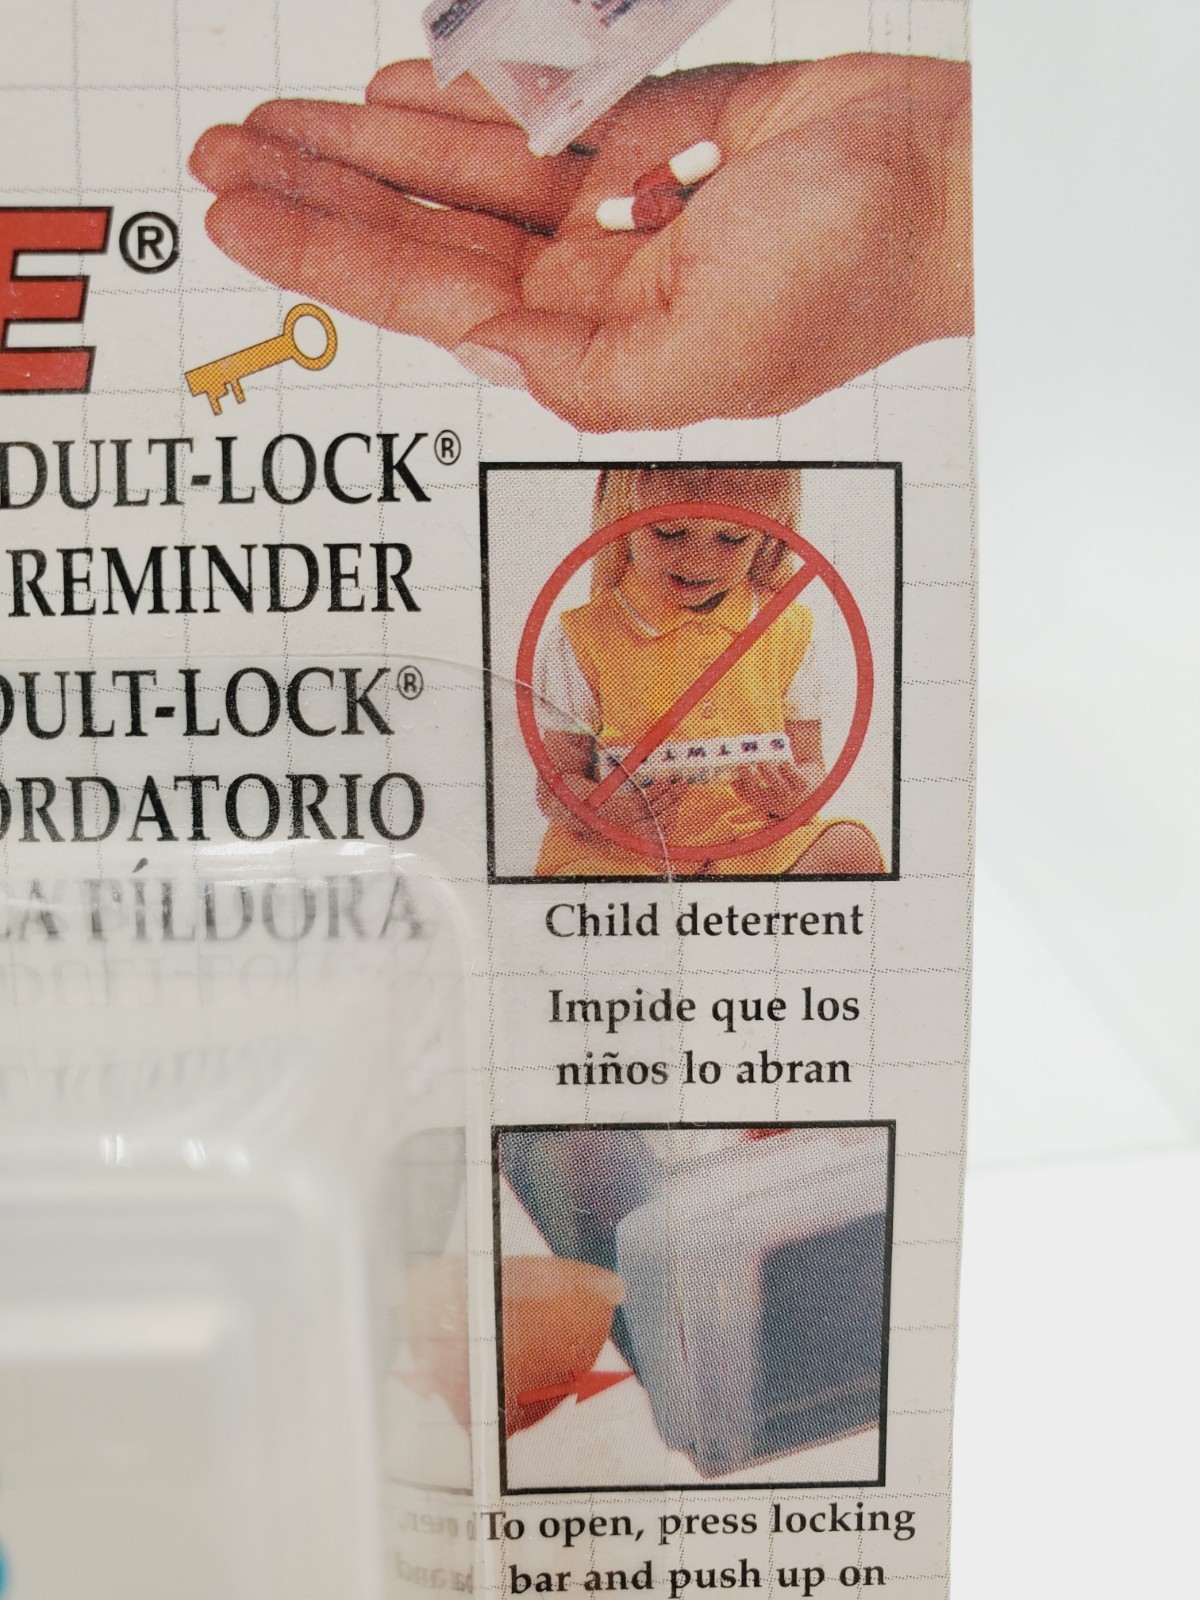 E®
DULT-LOCK®
REMINDER
DULT-LOCK®
ORDATORIO
LA PÍLDORA
S M T W T
Child deterrent
Impide que los
niños lo abran
To open, press locking
bar and push up on